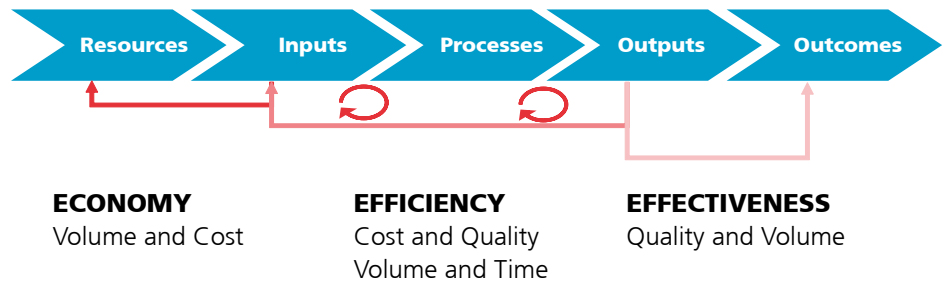 Resources Inputs Processes Outputs Outcomes
ECONOMY
Volume and Cost
EFFICIENCY
Cost and Quality
Volume and Time
EFFECTIVENESS
Quality and Volume